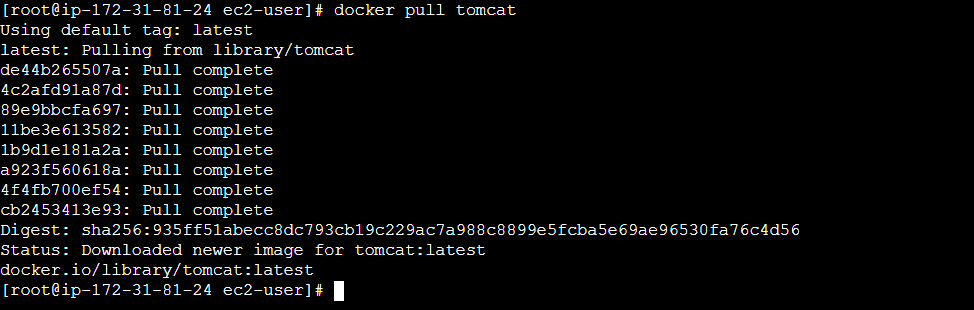 [root@ip-172-31-81-24 ec2-user]# docker pull tomcat
Using default tag: latest
latest: Pulling from library/tomcat
de44b265507a: Pull complete
4c2afd91a87d: Pull complete
89e9bbcfa697: Pull complete
11be3e613582: Pull complete
1b9d1e181a2a: Pull complete
a923f560618a: Pull complete
4f4fb700ef54: Pull complete
cb2453413e93: Pull complete
Digest: sha256:935ff51abecc8dc793cb19c229ac7a988c8899e5fcba5e69ae96530fa76c4d56
Status: Downloaded newer image for tomcat:latest
docker.io/library/tomcat:latest
[root@ip-172-31-81-24 ec2-user]#